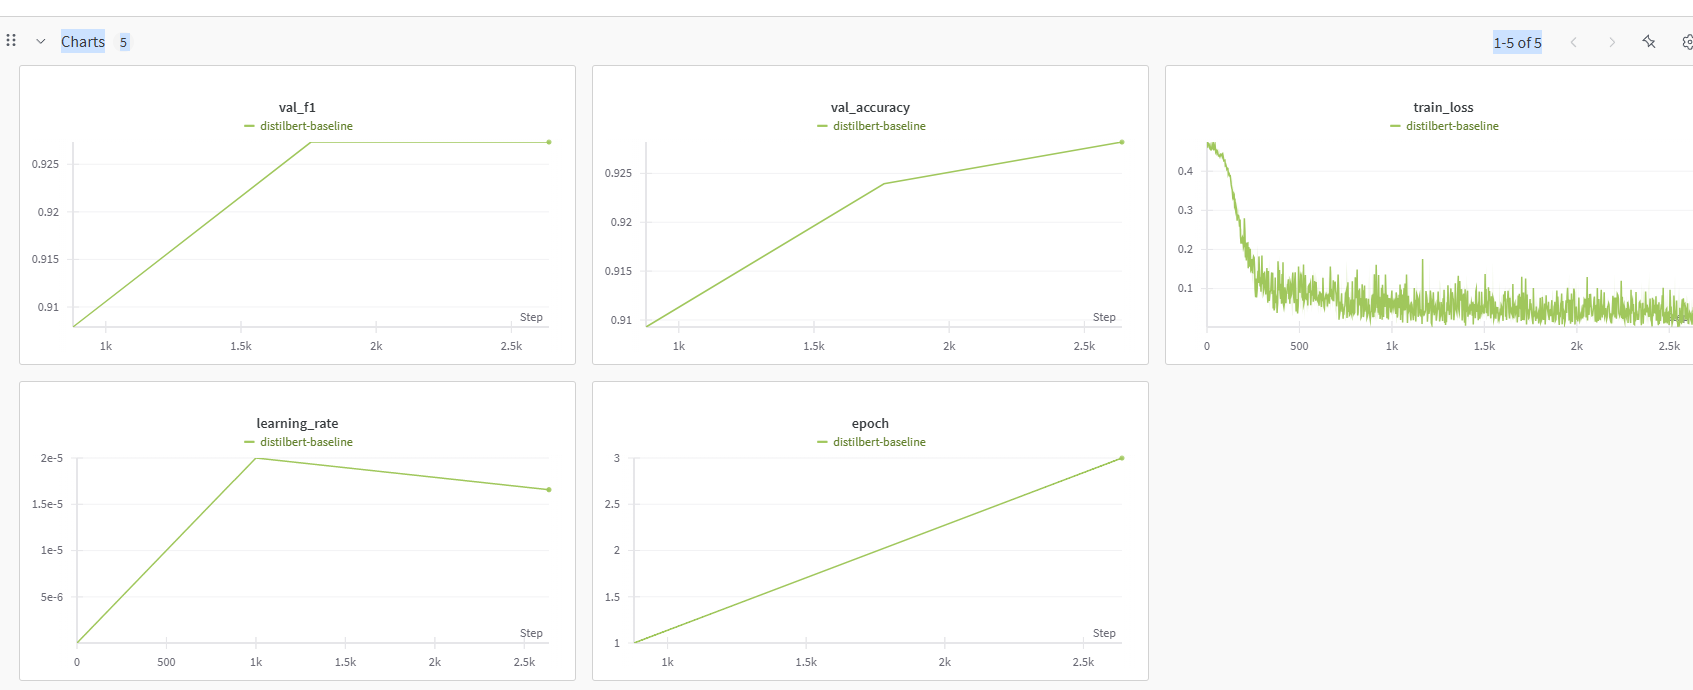 Charts 5 1-5 of 5
val_f1
distilbert-baseline
0.925
0.92
0.915
0.91
Step
1k 1.5k 2k 2.5k
val_accuracy
distilbert-baseline
0.925
0.92
0.915
0.91
Step
1k 1.5k 2k 2.5k
train_loss
distilbert-baseline
0.4
0.3
0.2
0.1
0 500 1k 1.5k 2k 2.5k
learning_rate
distilbert-baseline
2e-5
1.5e-5
1e-5
5e-6
Step
0 500 1k 1.5k 2k 2.5k
epoch
distilbert-baseline
3
2.5
2
1.5
1
Step
1k 1.5k 2k 2.5k